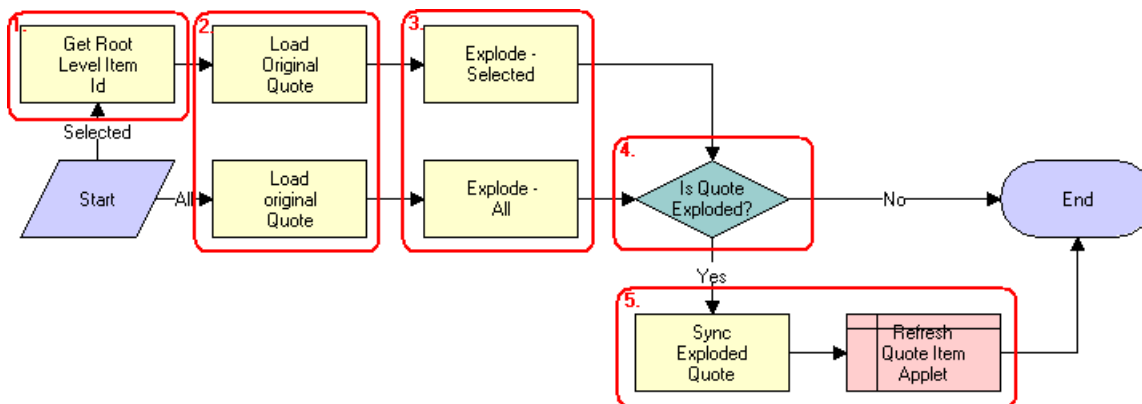 1.
Get Root
Level Item
Id
2.
Load
Original
Quote
3.
Explode -
Selected
Selected
Start
All
Load
original
Quote
Explode -
All
4.
Is Quote
Exploded?
No
End
Yes
5.
Sync
Exploded
Quote
Refresh
Quote Item
Applet